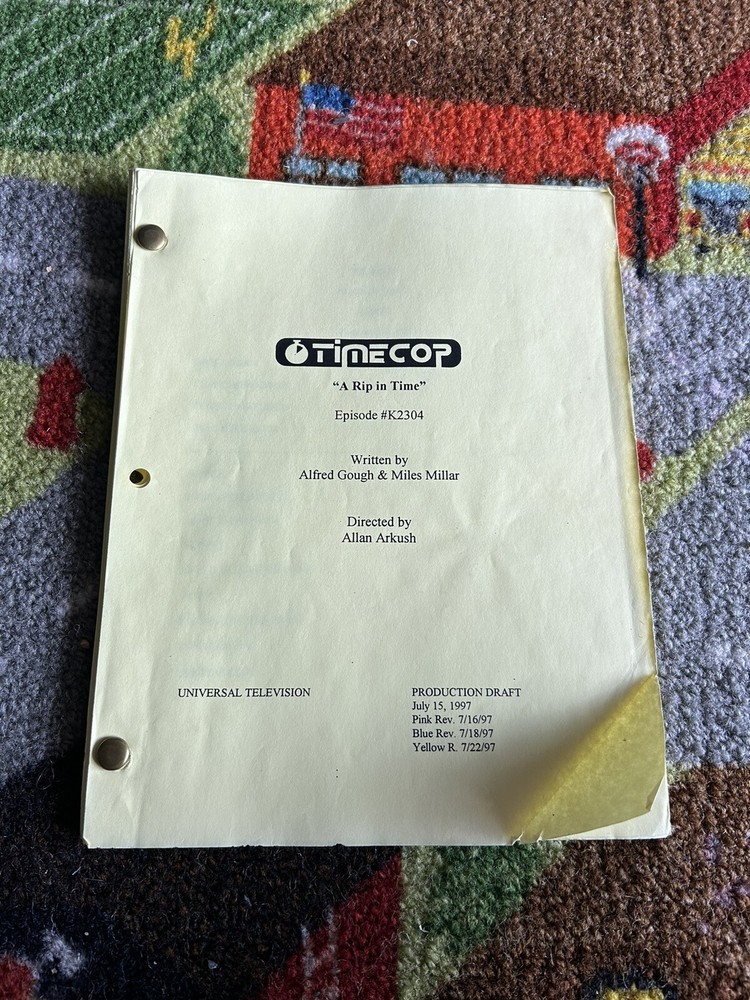 TIMECOP
“A Rip in Time”
Episode #K2304
Written by
Alfred Gough & Miles Millar
Directed by
Allan Arkush
UNIVERSAL TELEVISION
PRODUCTION DRAFT
July 15, 1997
Pink Rev. 7/16/97
Blue Rev. 7/18/97
Yellow R. 7/22/97